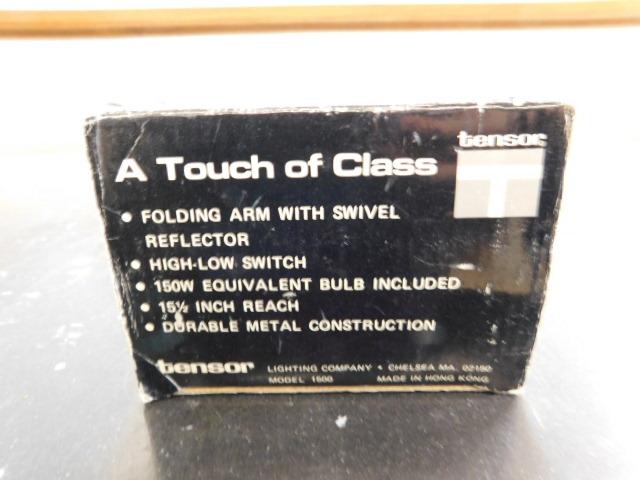 tensor
A Touch of Class
• FOLDING ARM WITH SWIVEL
REFLECTOR
• HIGH-LOW SWITCH
• 150W EQUIVALENT BULB INCLUDED
• 15½ INCH REACH
• DURABLE METAL CONSTRUCTION
tensor LIGHTING COMPANY • CHELSEA MA. 02150
MODEL 1500 MADE IN HONG KONG